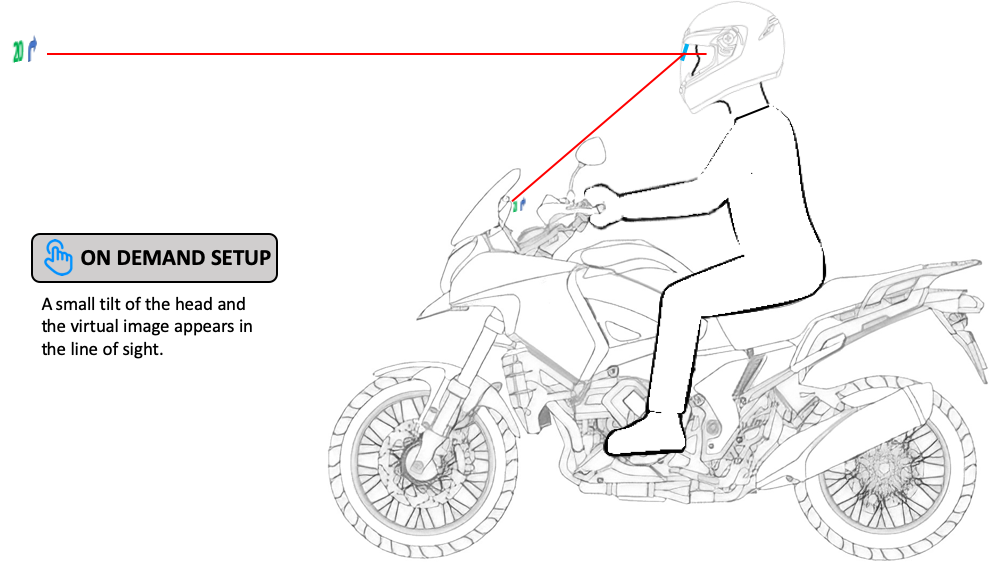 20
ON DEMAND SETUP
A small tilt of the head and
the virtual image appears in
the line of sight.